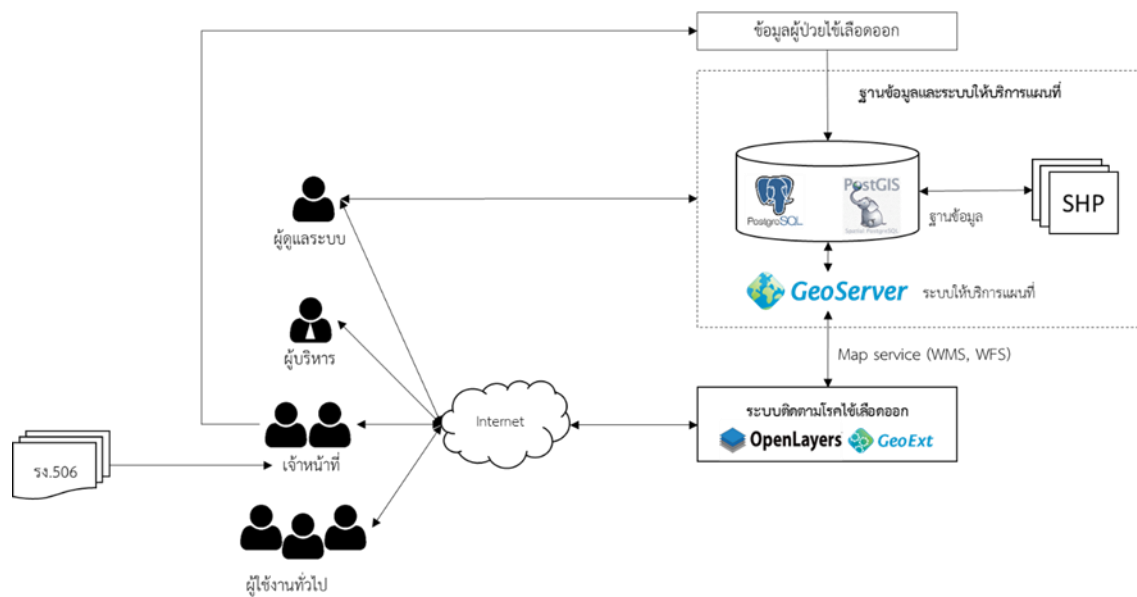 ข้อมูลผู้ป่วยไข้เลือดออก
ฐานข้อมูลและระบบให้บริการแผนที่
PostgreSQL
PostGIS
Spatial PostgreSQL
ฐานข้อมูล
SHP
GeoServer
ระบบให้บริการแผนที่
Map service (WMS, WFS)
ระบบติดตามโรคไข้เลือดออก
OpenLayers
GeoExt
Internet
ผู้ดูแลระบบ
ผู้บริหาร
เจ้าหน้าที่
รง.506
ผู้ใช้งานทั่วไป